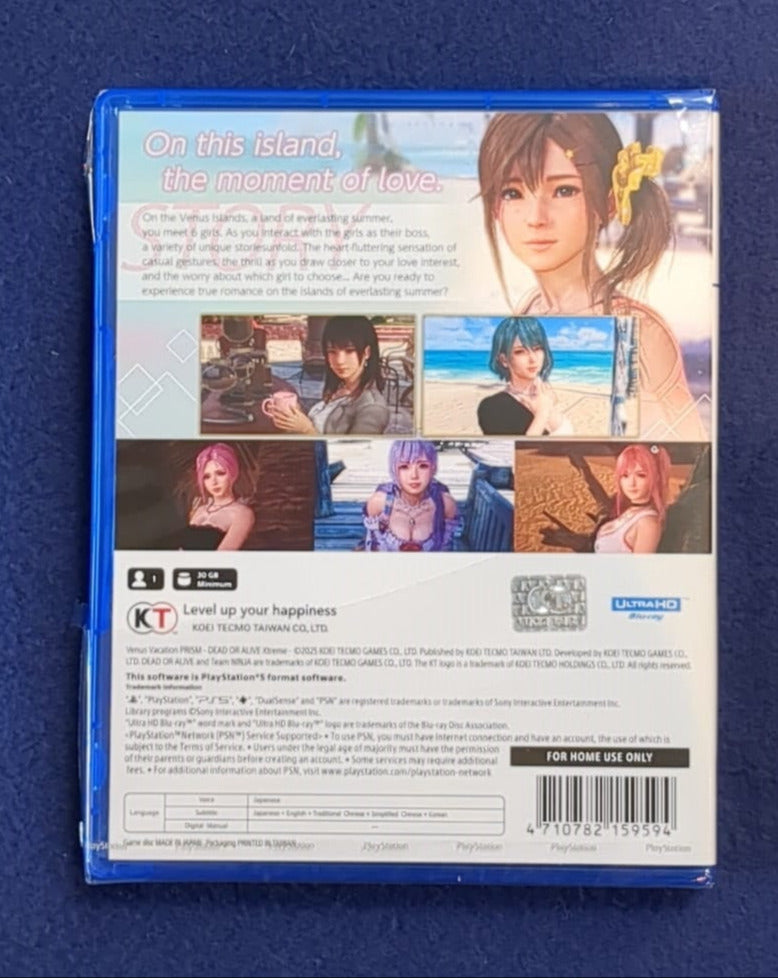 On this island,
the moment of love.
STORY
On the Venus Islands, a land of everlasting summer,
you meet 6 girls. As you interact with the girls as their boss,
a variety of unique storiesunfold. The heart-fluttering sensation of
casual gestures, the thrill as you draw closer to your love interest,
and the worry about which girl to choose... Are you ready to
experience true romance on the islands of everlasting summer?
1
30 GB
Minimum
KT
Level up your happiness
KOEI TECMO TAIWAN CO., LTD.
ULTRA HD
Blu-ray™
Venus Vacation PRISM - DEAD OR ALIVE Xtreme - ©2025 KOEI TECMO GAMES CO., LTD. Published by KOEI TECMO TAIWAN LTD. Developed by KOEI TECMO GAMES CO.,
LTD. DEAD OR ALIVE and Team NINJA are trademarks of KOEI TECMO GAMES CO., LTD. The KT logo is a trademark of KOEI TECMO HOLDINGS CO., LTD. All rights reserved.
This software is PlayStation®5 format software.
Trademark Information
"PlayStation", "PS5", "DualSense" and "PSN" are registered trademarks or trademarks of Sony Interactive Entertainment Inc.
Library programs ©Sony Interactive Entertainment Inc.
"Ultra HD Blu-ray™" word mark and "Ultra HD Blu-ray™" logo are trademarks of the Blu-ray Disc Association.
<PlayStation™Network (PSN™) Service Supported> • To use PSN, you must have Internet connection and have an account, the use of which is
subject to the Terms of Service. • Users under the legal age of majority must have the permission
of their parents or guardians before creating an account. • Some services may require additional
fees. • For additional information about PSN, visit www.playstation.com/playstation-network
FOR HOME USE ONLY
Language
Voice Japanese
Subtitle Japanese • English • Traditional Chinese • Simplified Chinese • Korean
Digital Manual —
4 710782 159594
Game disc MADE IN JAPAN. Packaging PRINTED IN TAIWAN.
PlayStation PlayStation PlayStation PlayStation